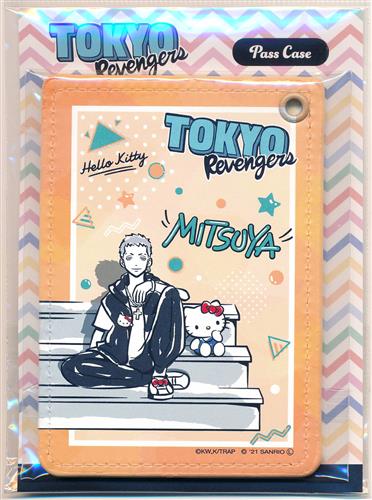 TOKYO
Revengers
Pass Case
TOKYO
Revengers
Hello Kitty
MITSUYA
©KW,K/TRAP © '21 SANRIO Ⓛ